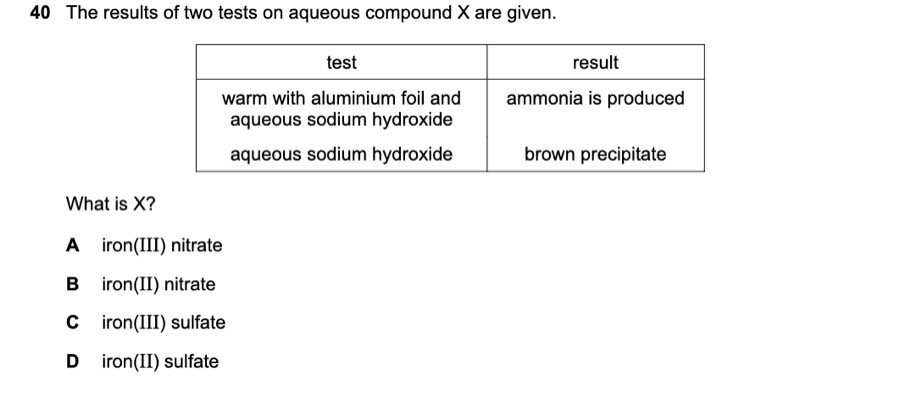 40 The results of two tests on aqueous compound X are given.
test result
warm with aluminium foil and ammonia is produced
aqueous sodium hydroxide
aqueous sodium hydroxide brown precipitate
What is X?
A iron(III) nitrate
B iron(II) nitrate
C iron(III) sulfate
D iron(II) sulfate